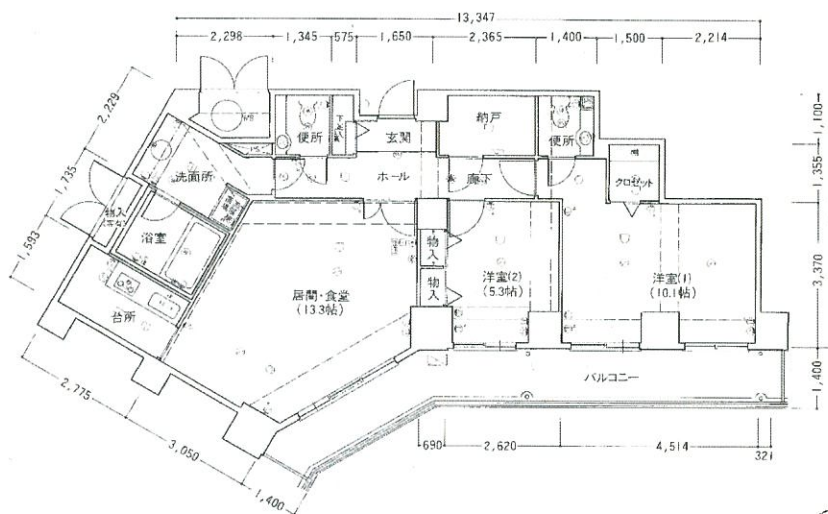 13,347
2,298 1,345 575 1,650 2,365 1,400 1,500 2,214
2,229
1,735
1,593
1,100
1,355
3,370
1,400
便所
玄関
納戸
便所
洗面所
ホール
廊下
クロゼット
物入
浴室
台所
居間・食堂
(13.3帖)
物入
物入
洋室(2)
(5.3帖)
洋室(1)
(10.1帖)
バルコニー
2,775
3,050
1,400
690 2,620 4,514 321